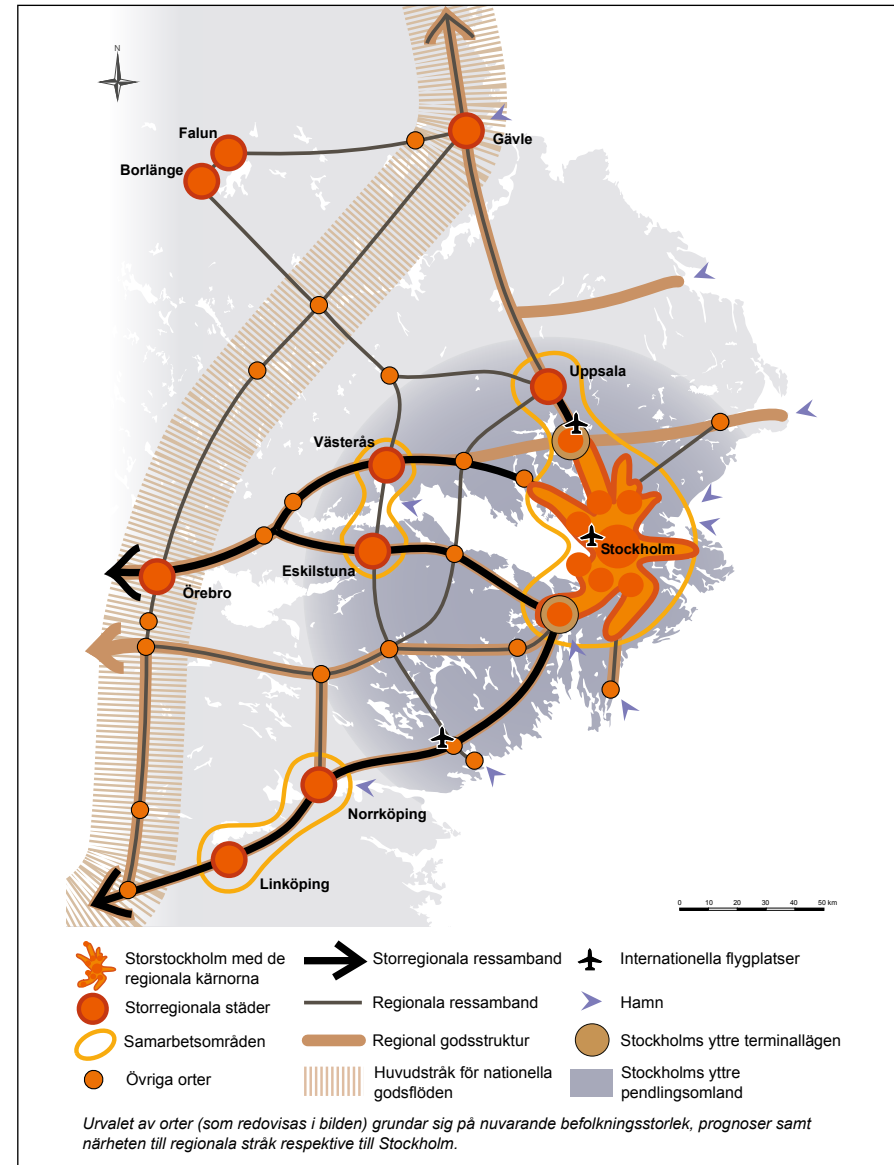 N
Falun
Borlänge
Gävle
Uppsala
Västerås
Stockholm
Eskilstuna
Örebro
Norrköping
Linköping
0 10 20 30 40 50 km
Storstockholm med de
regionala kärnorna
Storregionala städer
Samarbetsområden
Övriga orter
Storregionala ressamband
Regionala ressamband
Regional godsstruktur
Huvudstråk för nationella
godsflöden
Internationella flygplatser
Hamn
Stockholms yttre terminallägen
Stockholms yttre
pendlingsomland
Urvalet av orter (som redovisas i bilden) grundar sig på nuvarande befolkningsstorlek, prognoser samt
närheten till regionala stråk respektive till Stockholm.